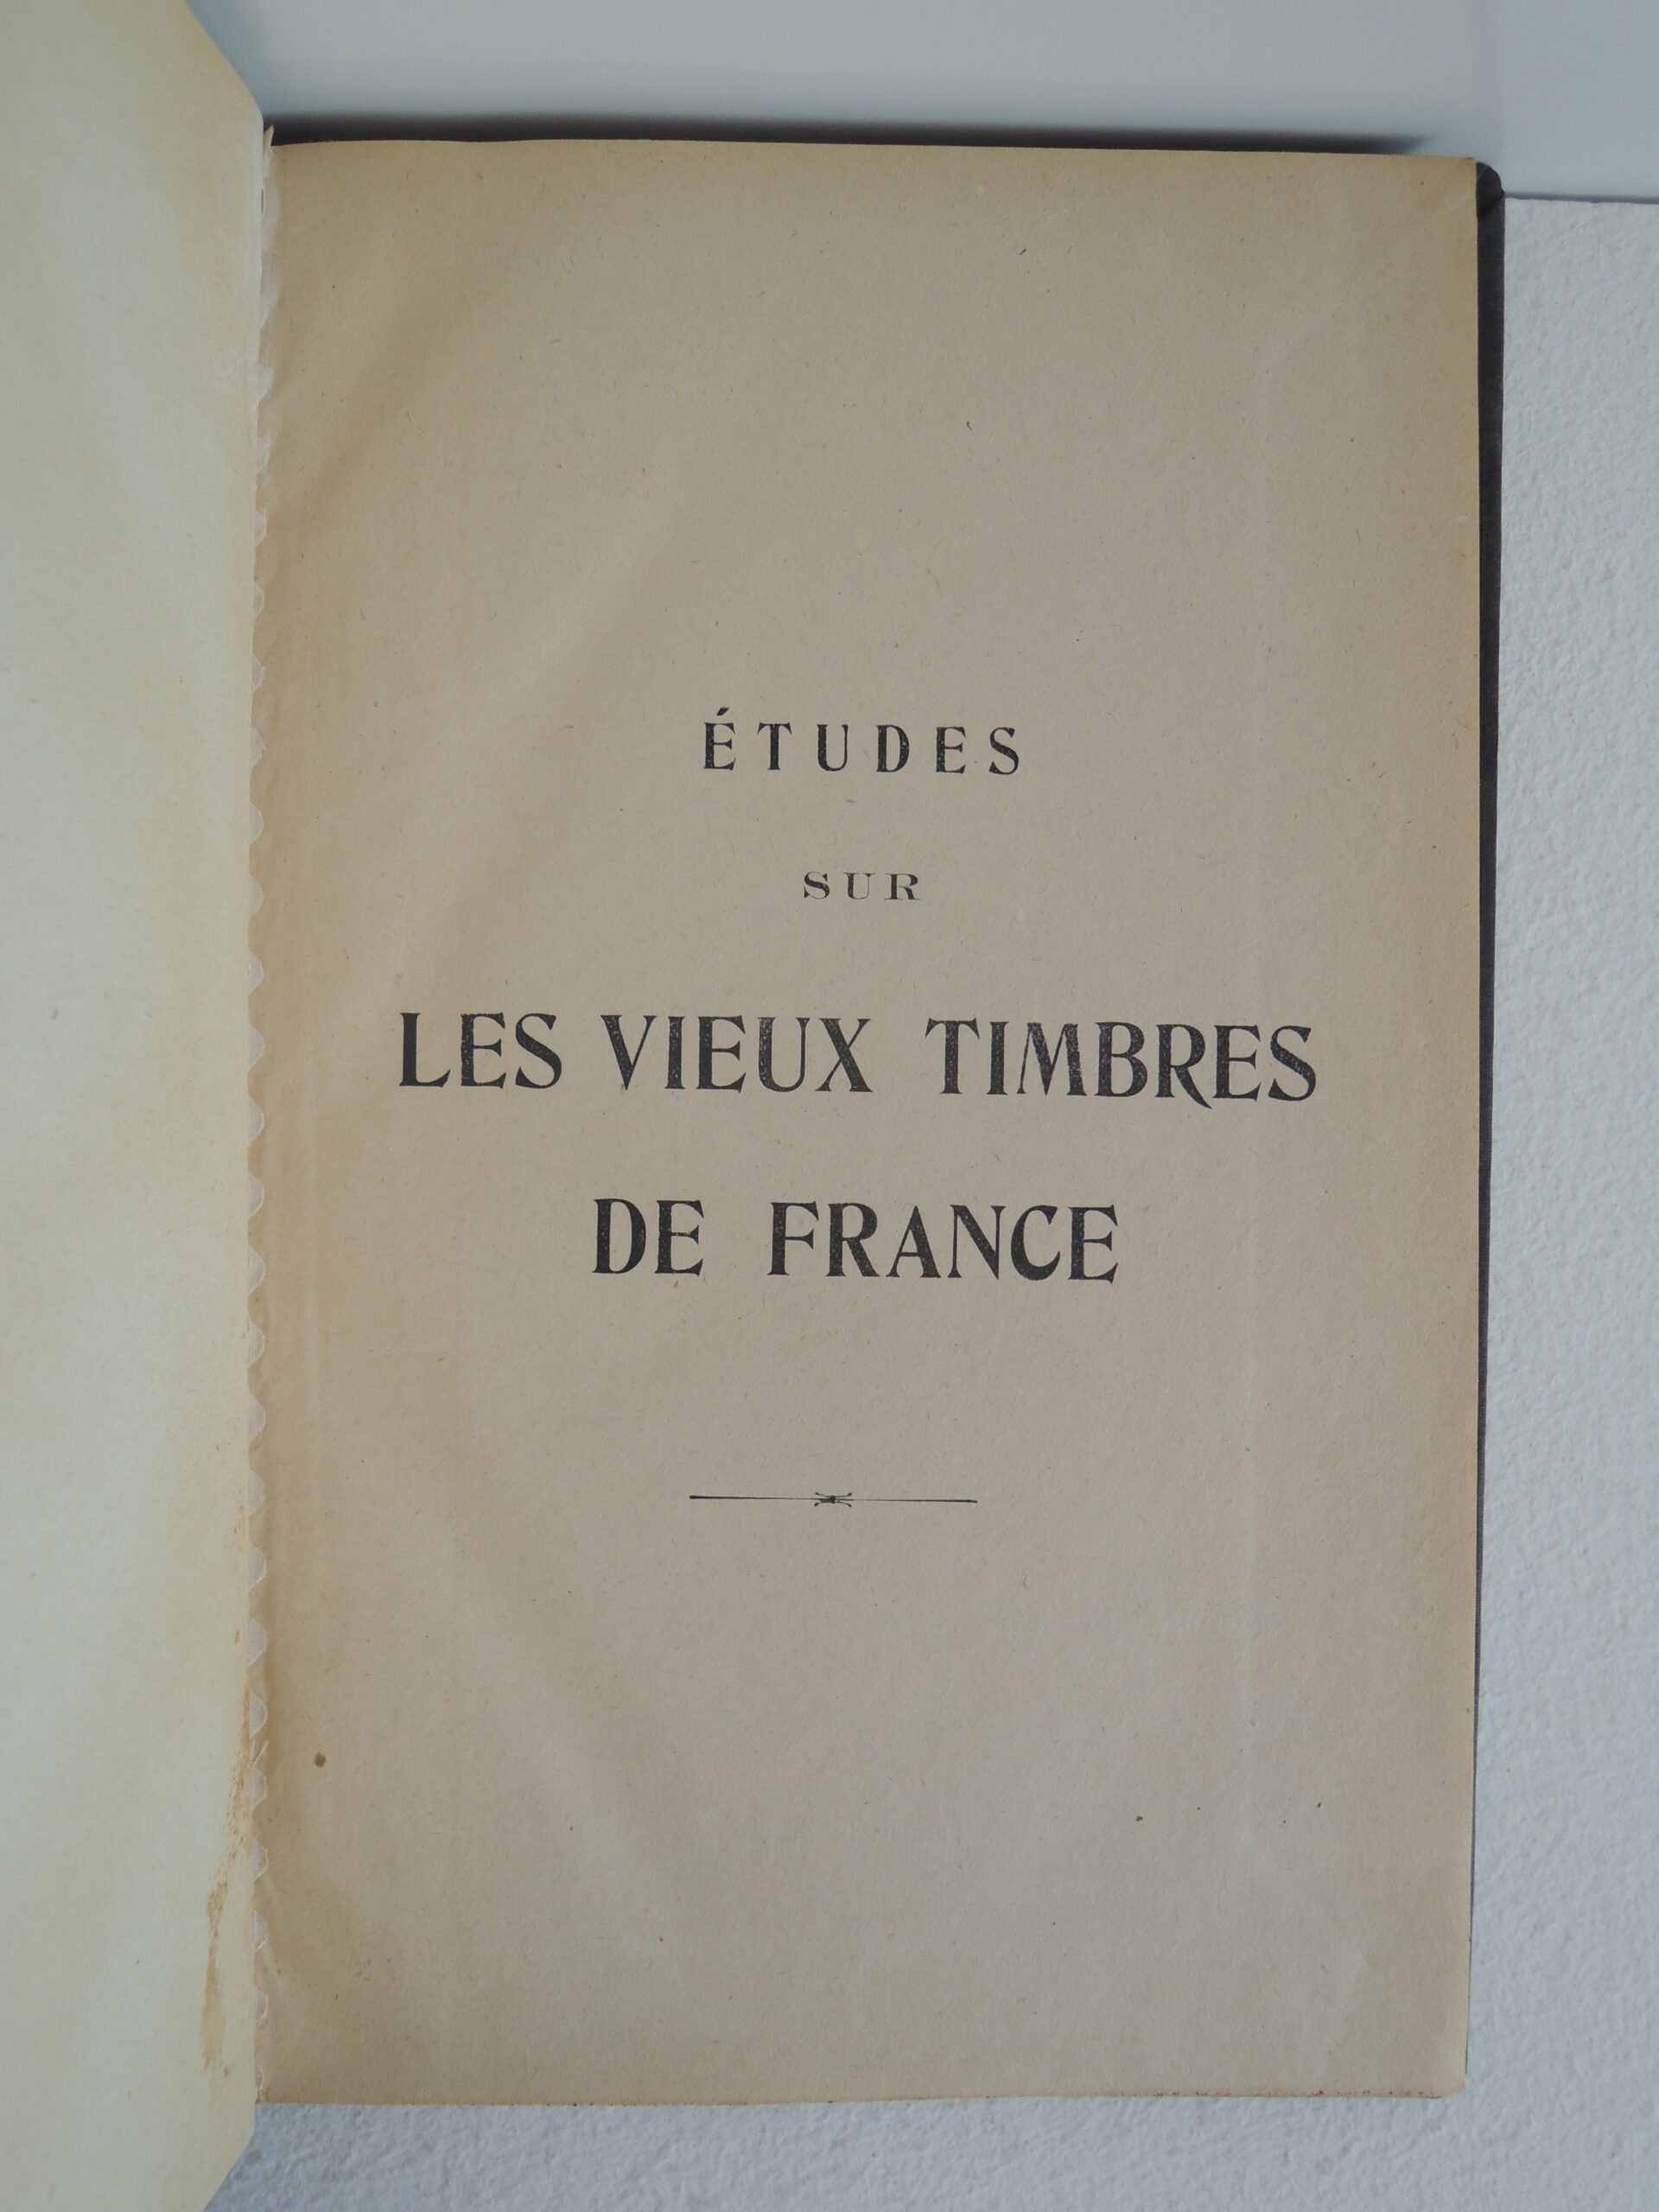 ÉTUDES
SUR
LES VIEUX TIMBRES
DE FRANCE